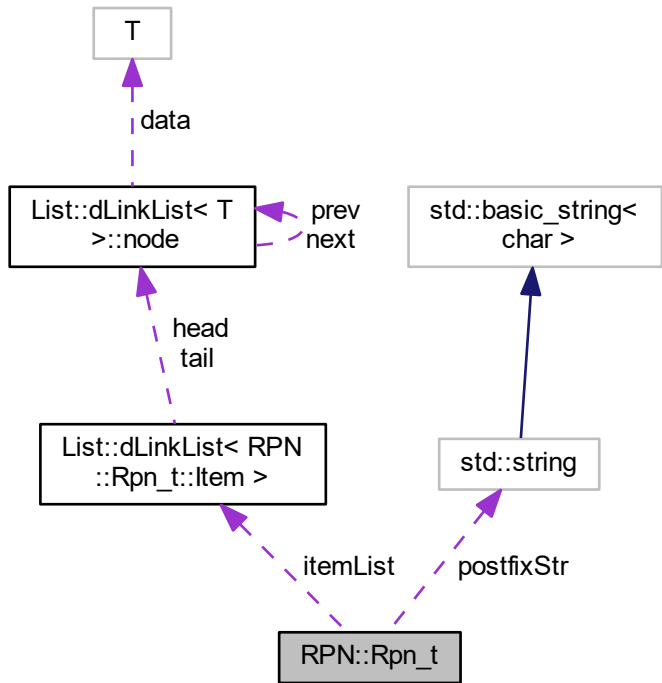 T
data
List::dLinkList< T
>::node
prev
next
std::basic_string<
char >
head
tail
List::dLinkList< RPN
::Rpn_t::Item >
std::string
itemList
postfixStr
RPN::Rpn_t